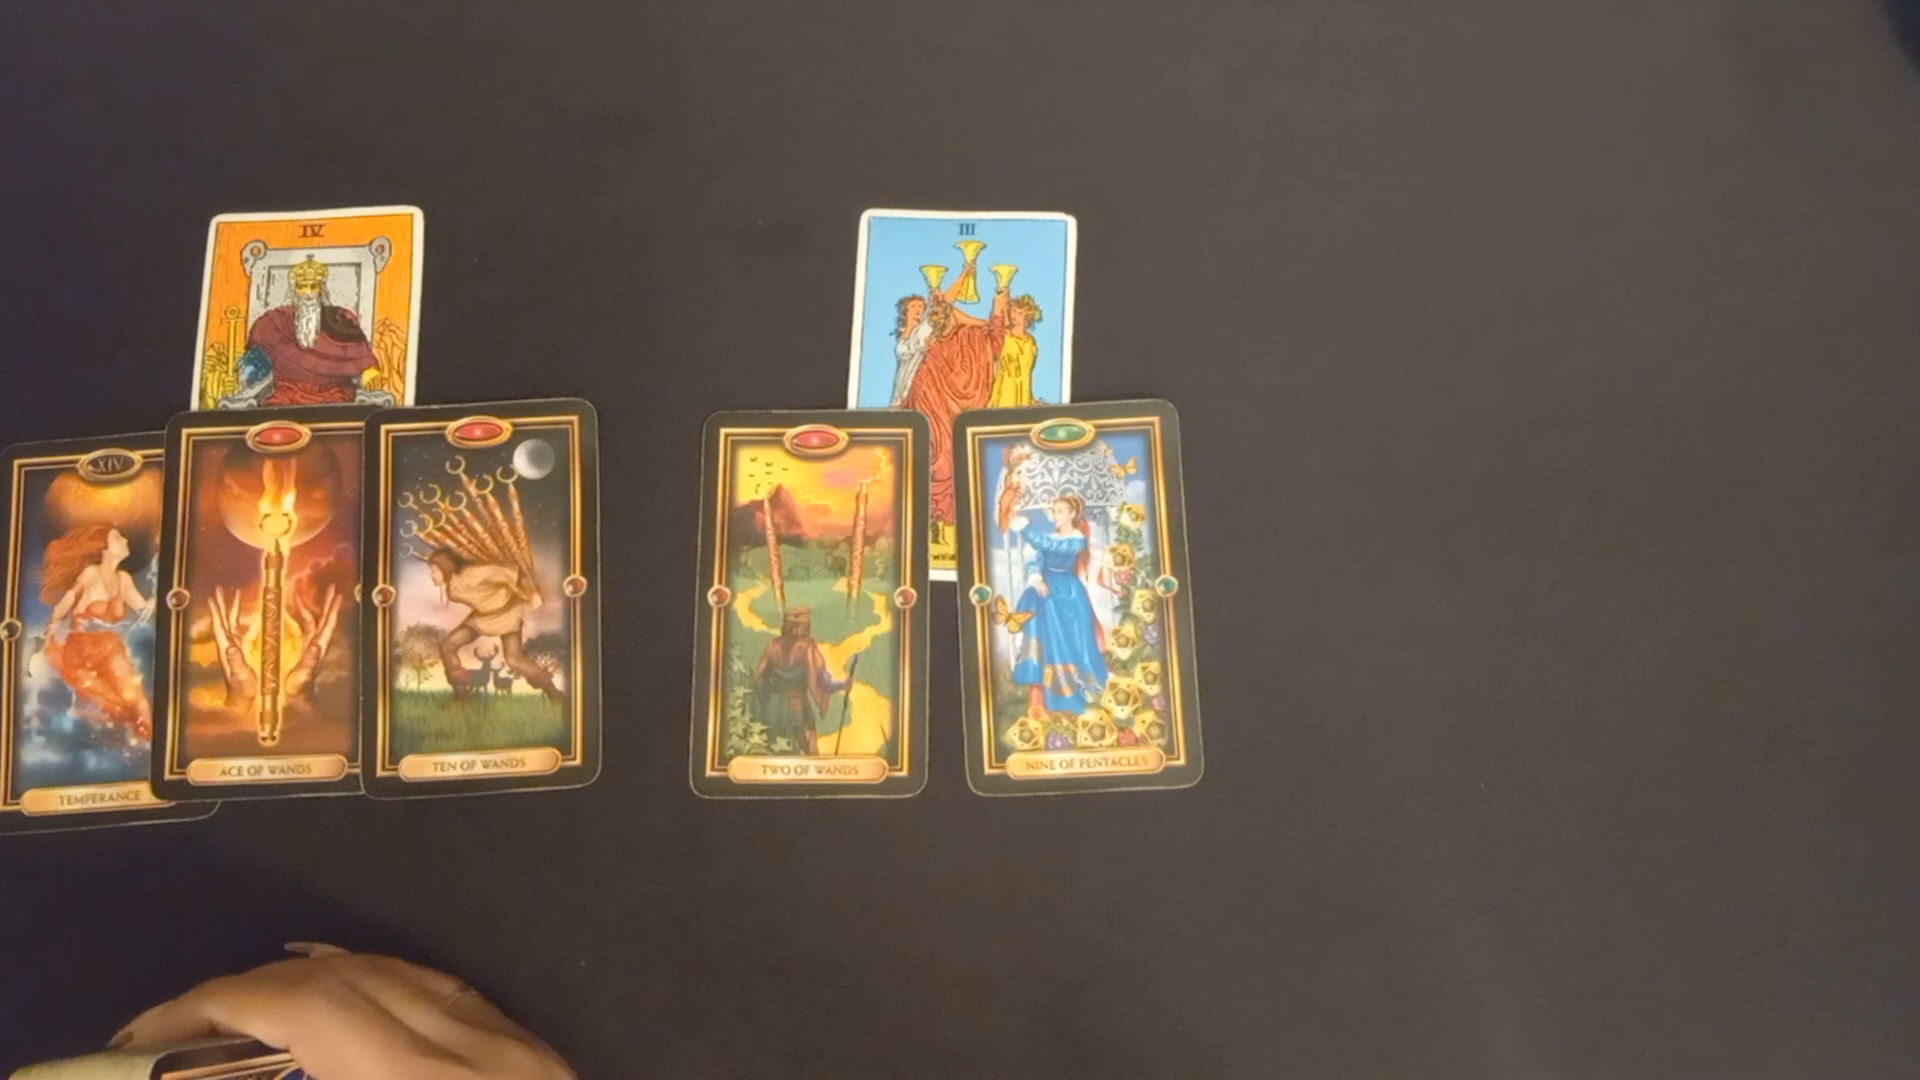 IV
III
XIV
TEMPERANCE
ACE OF WANDS
TEN OF WANDS
TWO OF WANDS
NINE OF PENTACLES